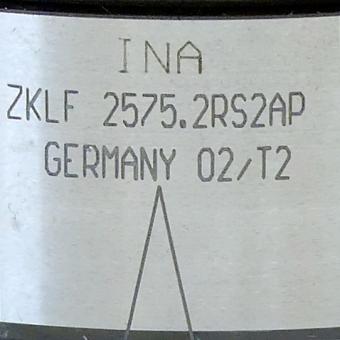 INA
ZKLF 2575.2RS2AP
GERMANY 02/T2